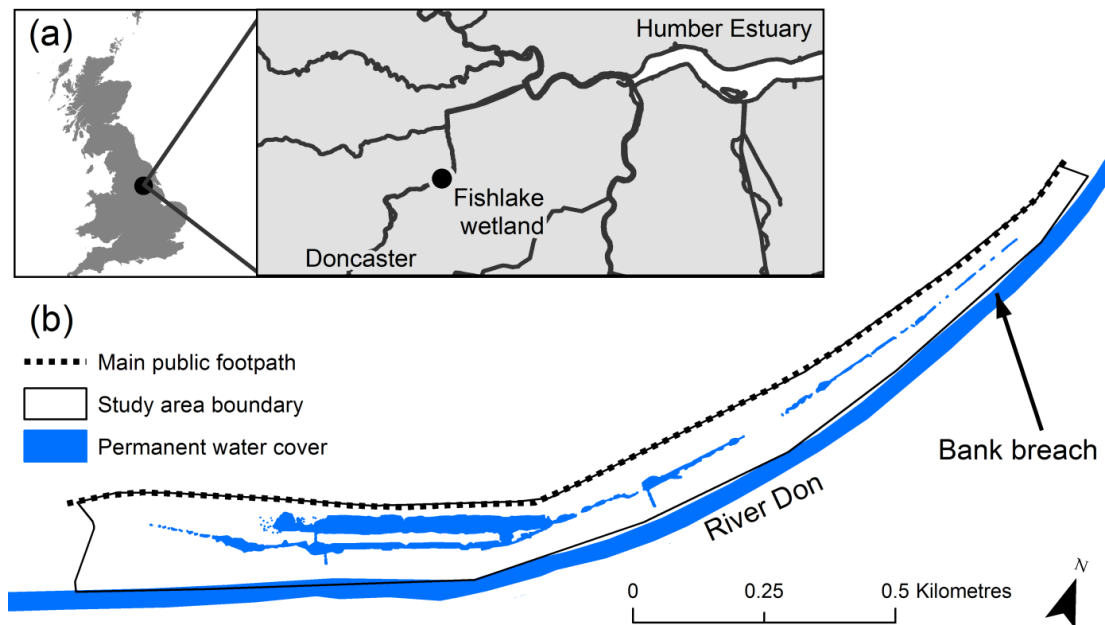 (a)
Humber Estuary
Fishlake
wetland
Doncaster
(b)
Main public footpath
Study area boundary
Permanent water cover
Bank breach
River Don
N
0 0.25 0.5 Kilometres